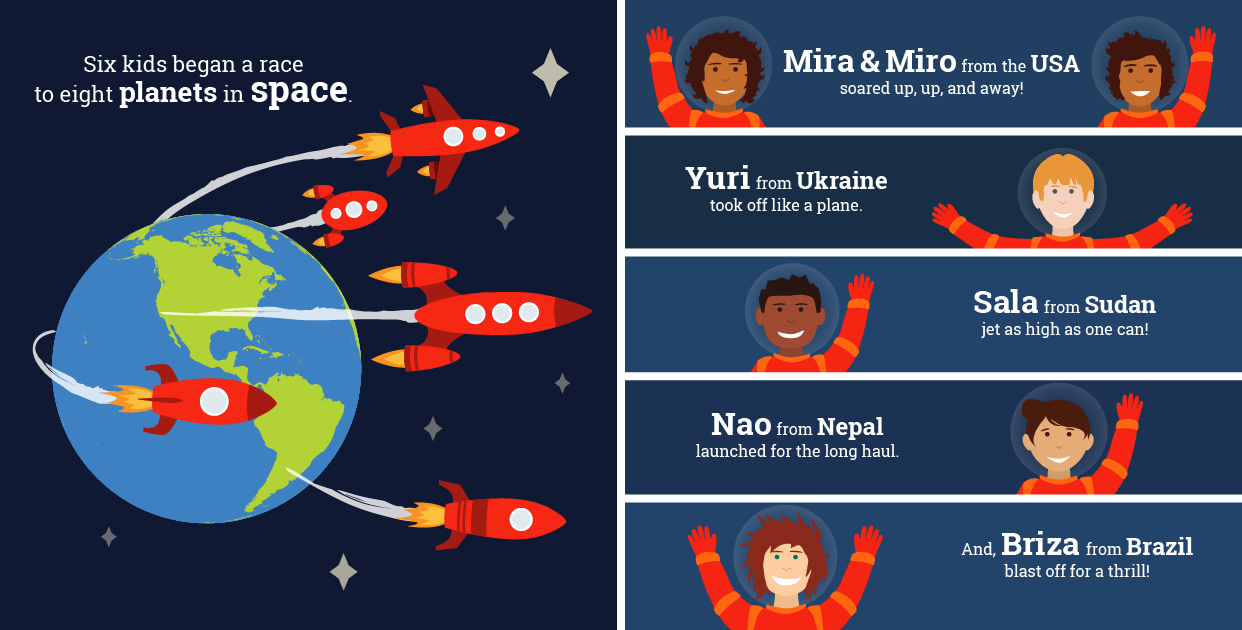 Six kids began a race
to eight planets in space.
Mira & Miro from the USA
soared up, up, and away!
Yuri from Ukraine
took off like a plane.
Sala from Sudan
jet as high as one can!
Nao from Nepal
launched for the long haul.
And, Briza from Brazil
blast off for a thrill!